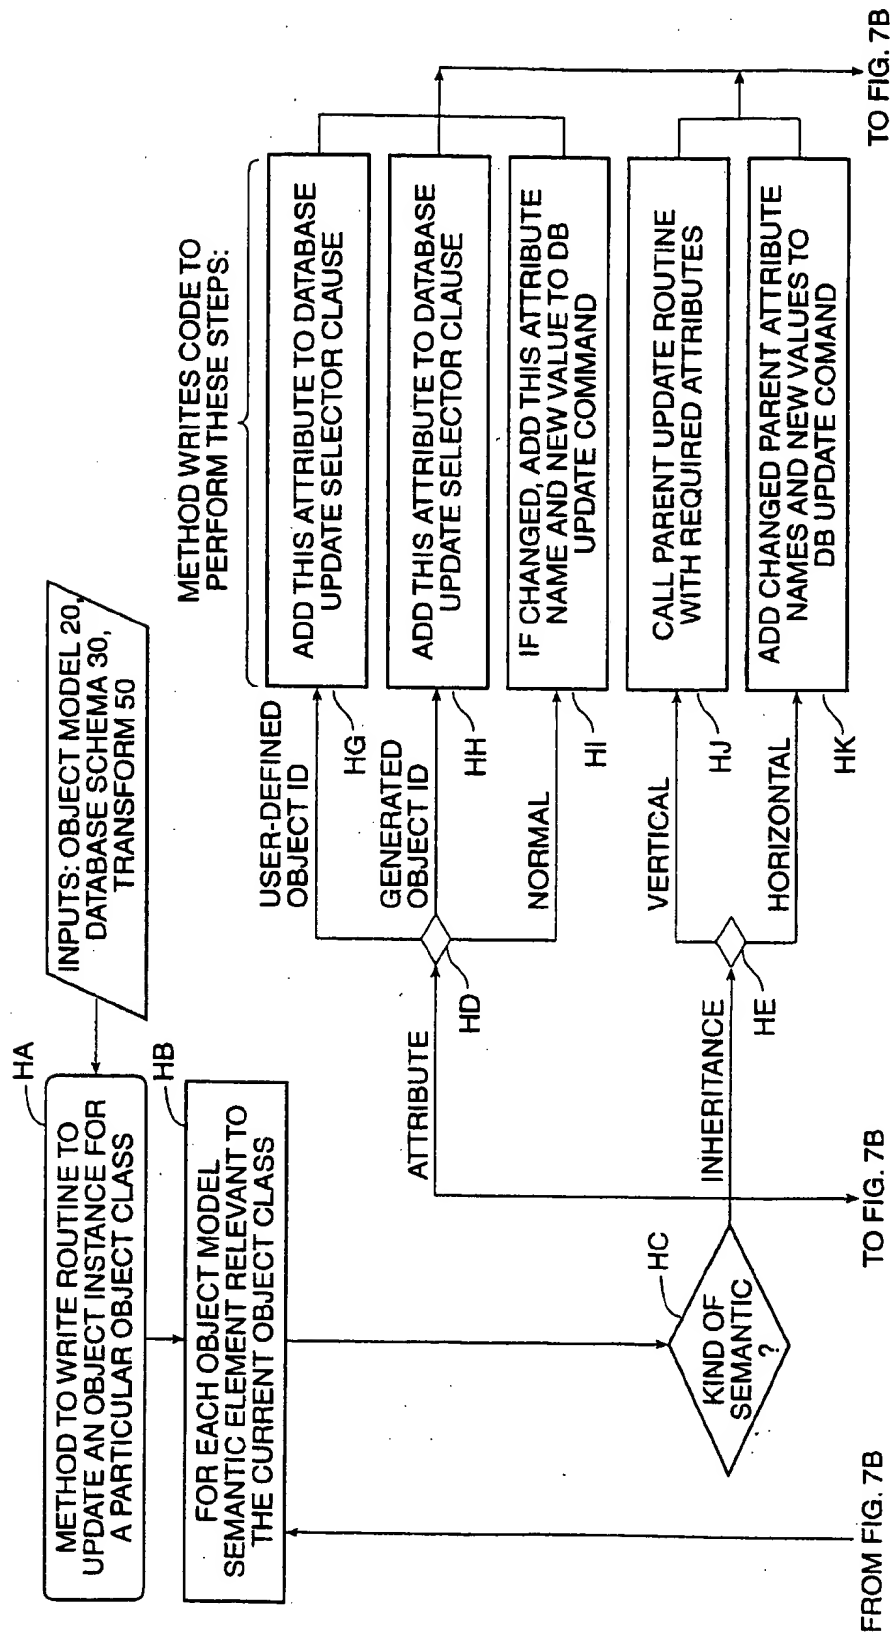 HA
METHOD TO WRITE ROUTINE TO
UPDATE AN OBJECT INSTANCE FOR
A PARTICULAR OBJECT CLASS
INPUTS: OBJECT MODEL 20,
DATABASE SCHEMA 30,
TRANSFORM 50
HB
FOR EACH OBJECT MODEL
SEMANTIC ELEMENT RELEVANT TO
THE CURRENT OBJECT CLASS
METHOD WRITES CODE TO
PERFORM THESE STEPS:
USER-DEFINED
OBJECT ID
HG
ADD THIS ATTRIBUTE TO DATABASE
UPDATE SELECTOR CLAUSE
ATTRIBUTE
HD
GENERATED
OBJECT ID
HH
ADD THIS ATTRIBUTE TO DATABASE
UPDATE SELECTOR CLAUSE
NORMAL
HI
IF CHANGED, ADD THIS ATTRIBUTE
NAME AND NEW VALUE TO DB
UPDATE COMMAND
HC
KIND OF
SEMANTIC
?
INHERITANCE
HE
VERTICAL
HJ
CALL PARENT UPDATE ROUTINE
WITH REQUIRED ATTRIBUTES
HORIZONTAL
HK
ADD CHANGED PARENT ATTRIBUTE
NAMES AND NEW VALUES TO
DB UPDATE COMAND
FROM FIG. 7B
TO FIG. 7B
TO FIG. 7B